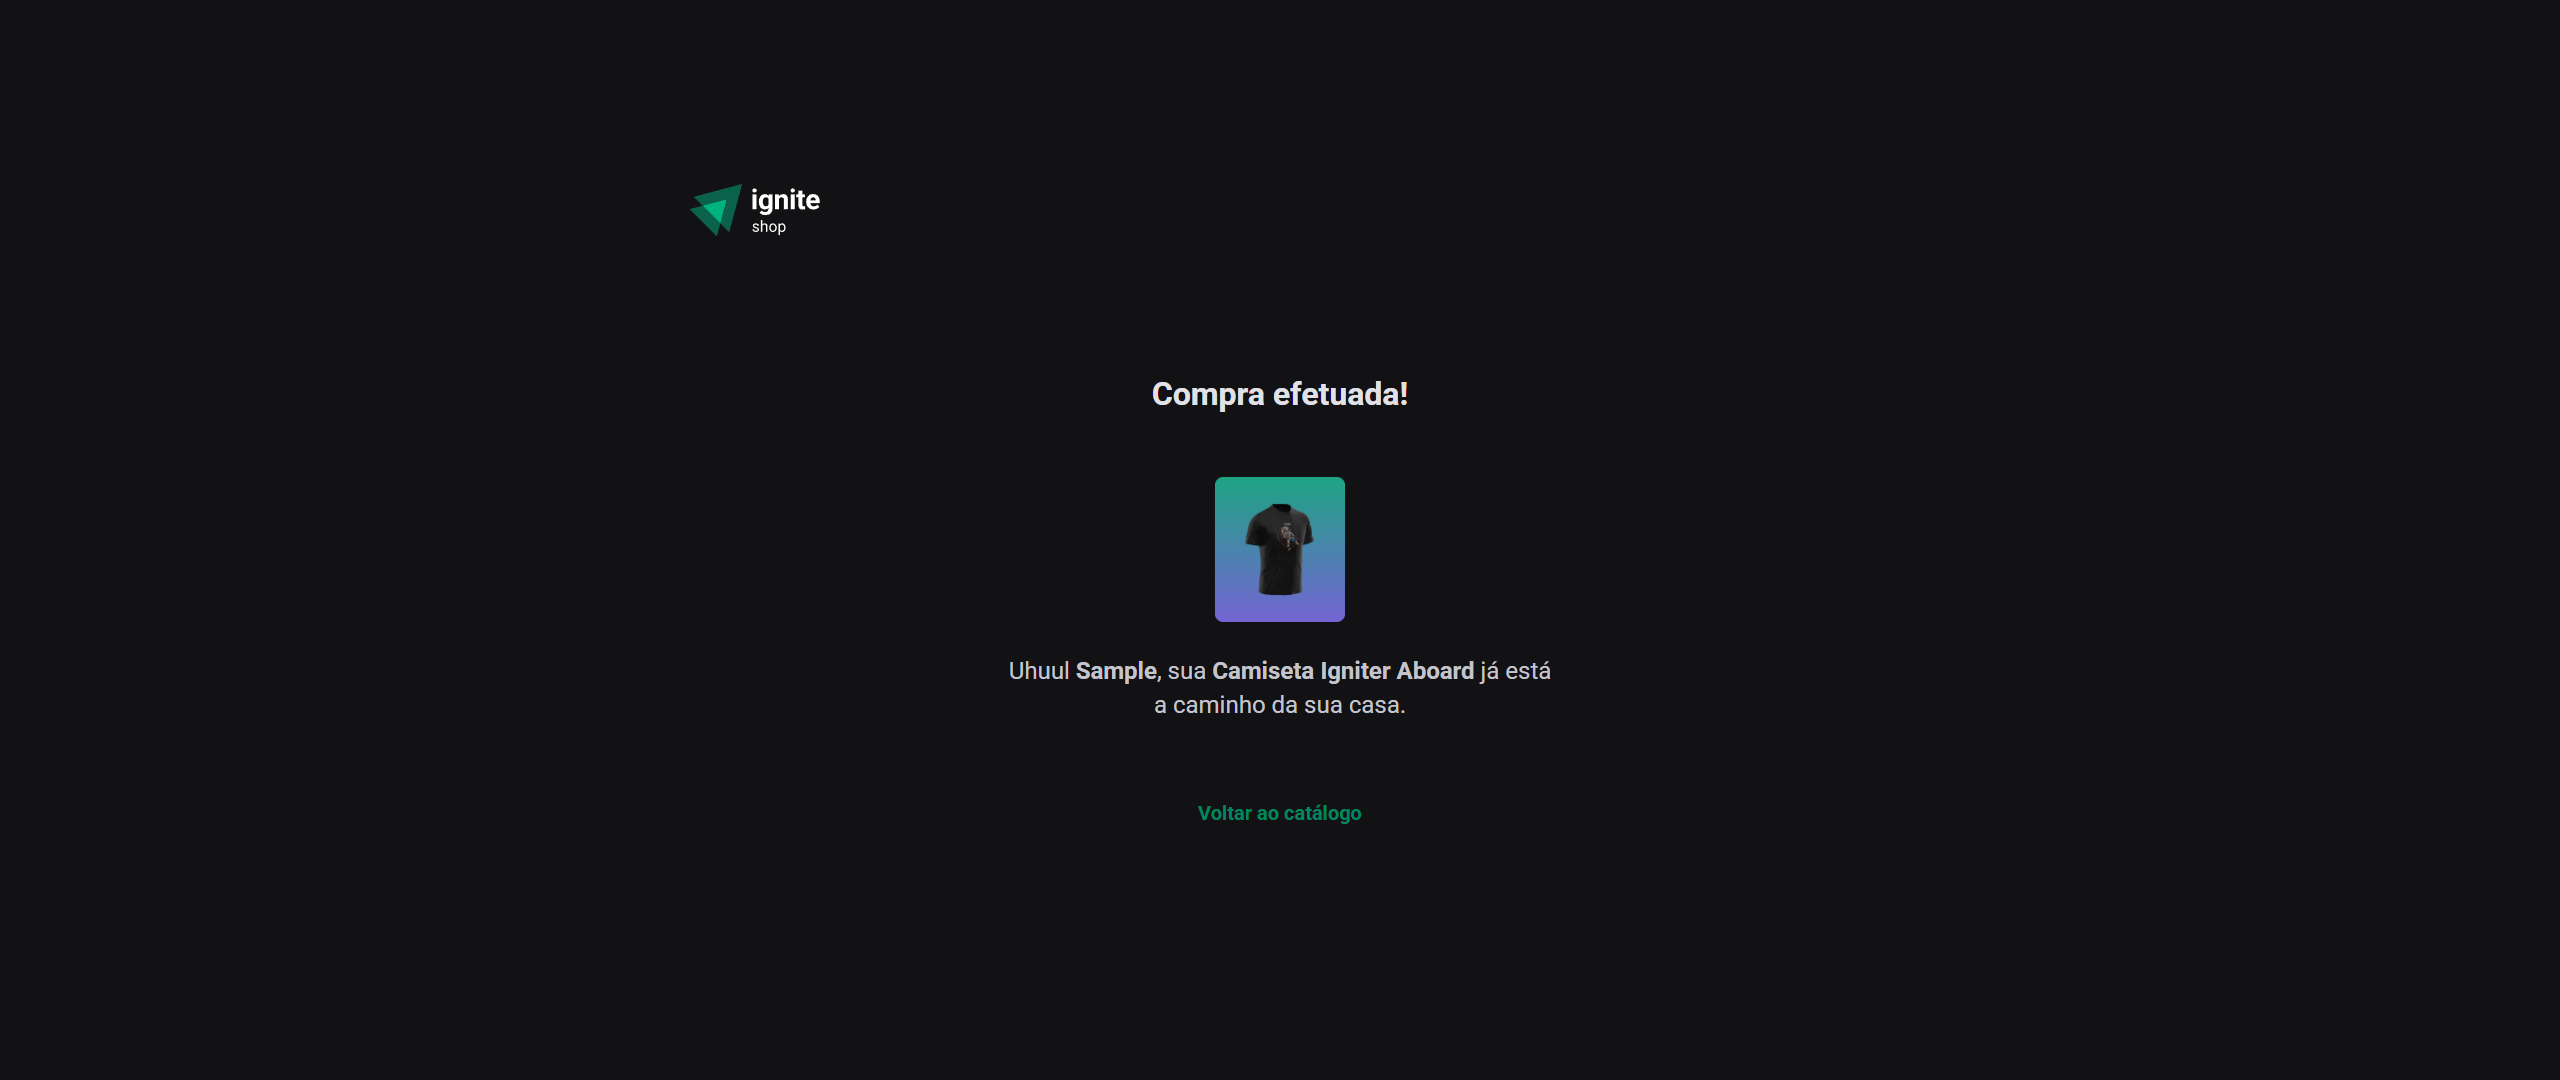 ignite
shop
Compra efetuada!
Uhuul Sample, sua Camiseta Igniter Aboard já está
a caminho da sua casa.
Voltar ao catálogo